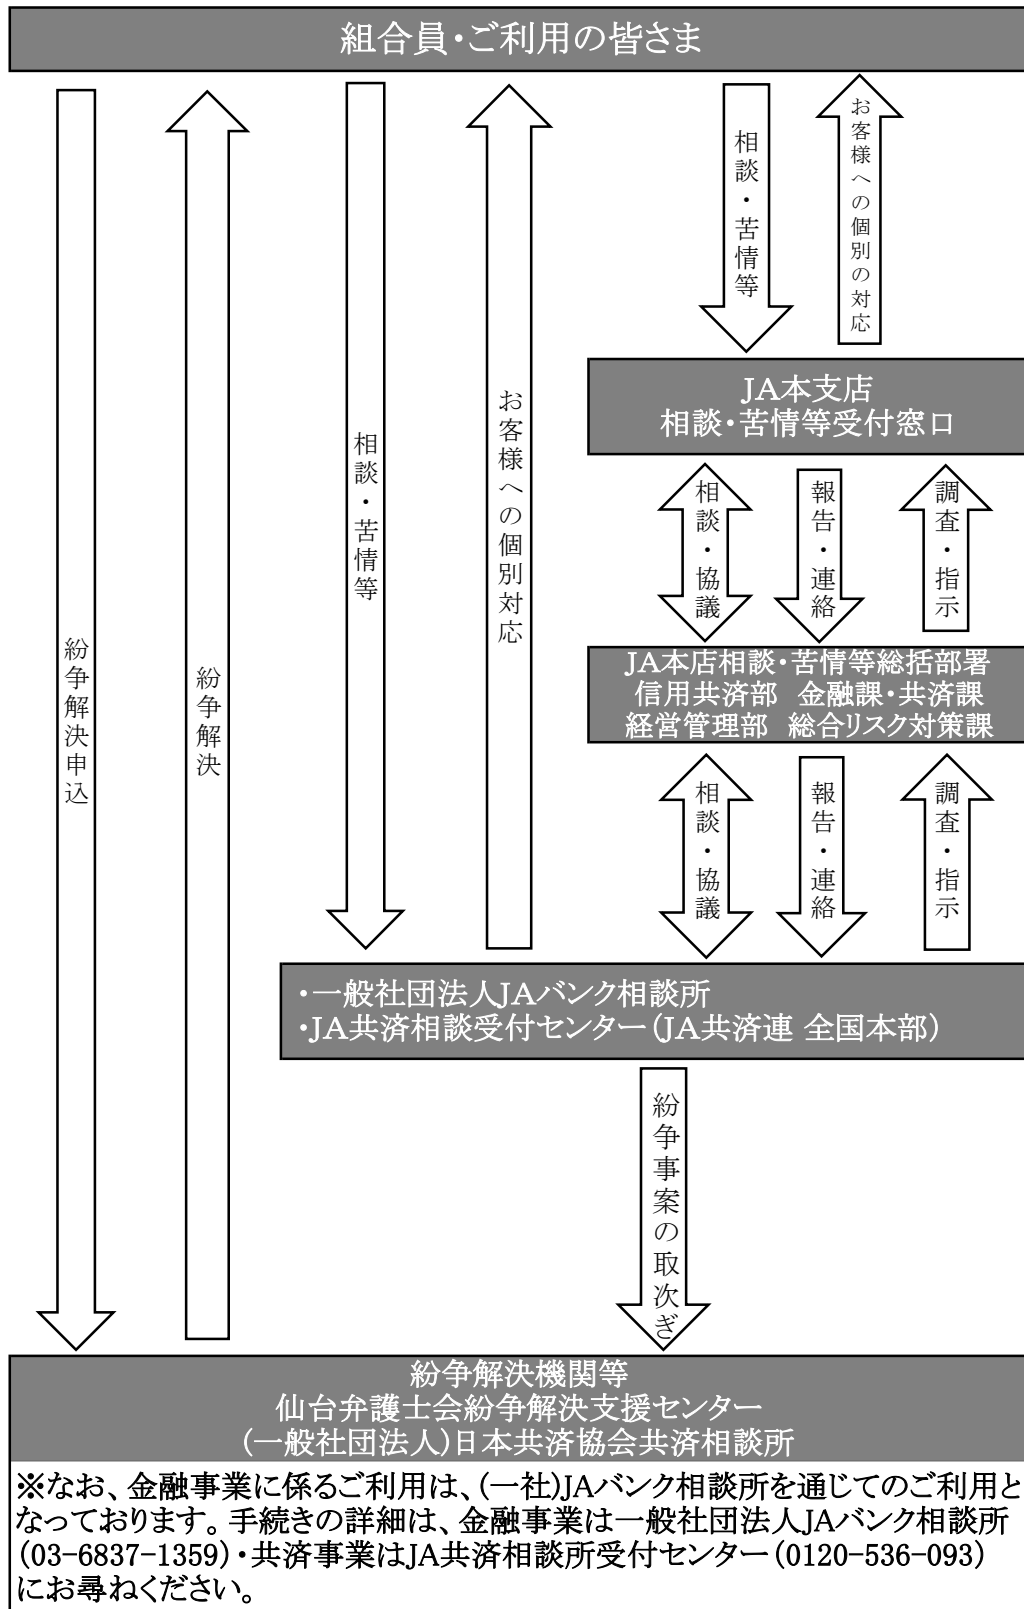 組合員・ご利用の皆さま
紛争解決申込
紛争解決
相談・苦情等
お客様への個別対応
相談・苦情等
お客様への個別の対応
JA本支店
相談・苦情等受付窓口
相談・協議
報告・連絡
調査・指示
JA本店相談・苦情等総括部署
信用共済部　金融課・共済課
経営管理部　総合リスク対策課
相談・協議
報告・連絡
調査・指示
・一般社団法人JAバンク相談所
・JA共済相談受付センター（JA共済連 全国本部）
紛争事案の取次ぎ
紛争解決機関等
仙台弁護士会紛争解決支援センター
(一般社団法人)日本共済協会共済相談所
※なお、金融事業に係るご利用は、(一社)JAバンク相談所を通じてのご利用と
なっております。手続きの詳細は、金融事業は一般社団法人JAバンク相談所
（03-6837-1359）・共済事業はJA共済相談所受付センター（0120-536-093）
にお尋ねください。